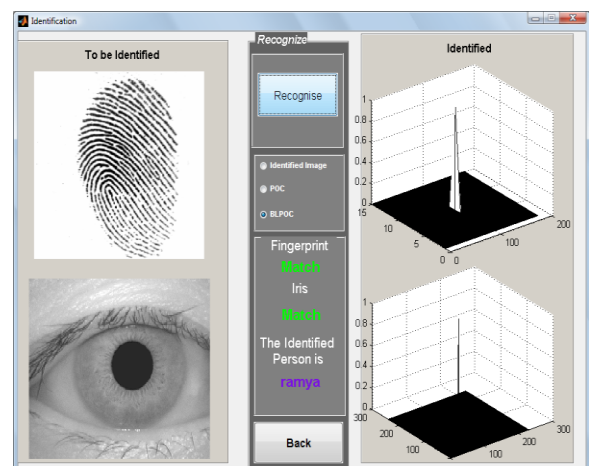 Identification
To be Identified
Recognize
Recognise
Identified Image
POC
BLPOC
Fingerprint
Match
Iris
Match
The Identified
Person is
ramya
Back
Identified
1
0.8
0.6
0.4
0.2
0
15
10
5
0
0
100
200
1
0.8
0.6
0.4
0.2
0
300
200
100
100
200
300